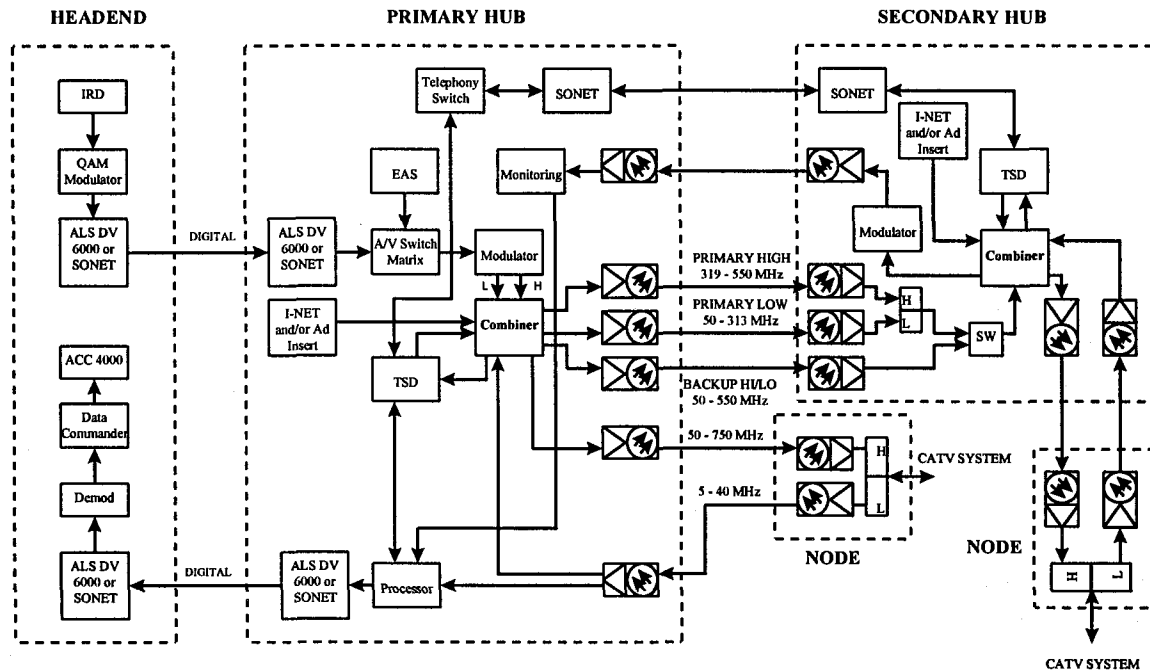 HEADEND
PRIMARY HUB
SECONDARY HUB
IRD
QAM
Modulator
ALS DV
6000 or
SONET
DIGITAL
ACC 4000
Data
Commander
Demod
ALS DV
6000 or
SONET
DIGITAL
Telephony
Switch
SONET
EAS
Monitoring
ALS DV
6000 or
SONET
A/V Switch
Matrix
Modulator
L
H
I-NET
and/or Ad
Insert
Combiner
TSD
ALS DV
6000 or
SONET
Processor
PRIMARY HIGH
319 - 550 MHz
PRIMARY LOW
50 - 313 MHz
BACKUP HI/LO
50 - 550 MHz
50 - 750 MHz
5 - 40 MHz
SONET
I-NET
and/or Ad
Insert
TSD
Modulator
Combiner
H
L
SW
H
L
CATV SYSTEM
NODE
NODE
H
L
CATV SYSTEM